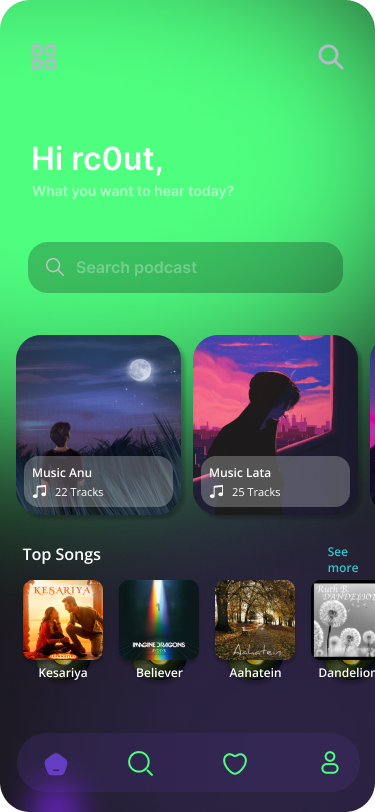 Hi rc0ut,
What you want to hear today?
Search podcast
Music Anu
22 Tracks
Music Lata
25 Tracks
Top Songs
See
more
KESARIYA
IMAGINE DRAGONS
Aahatein
Ruth B.
DANDELION
Kesariya
Believer
Aahatein
Dandelion